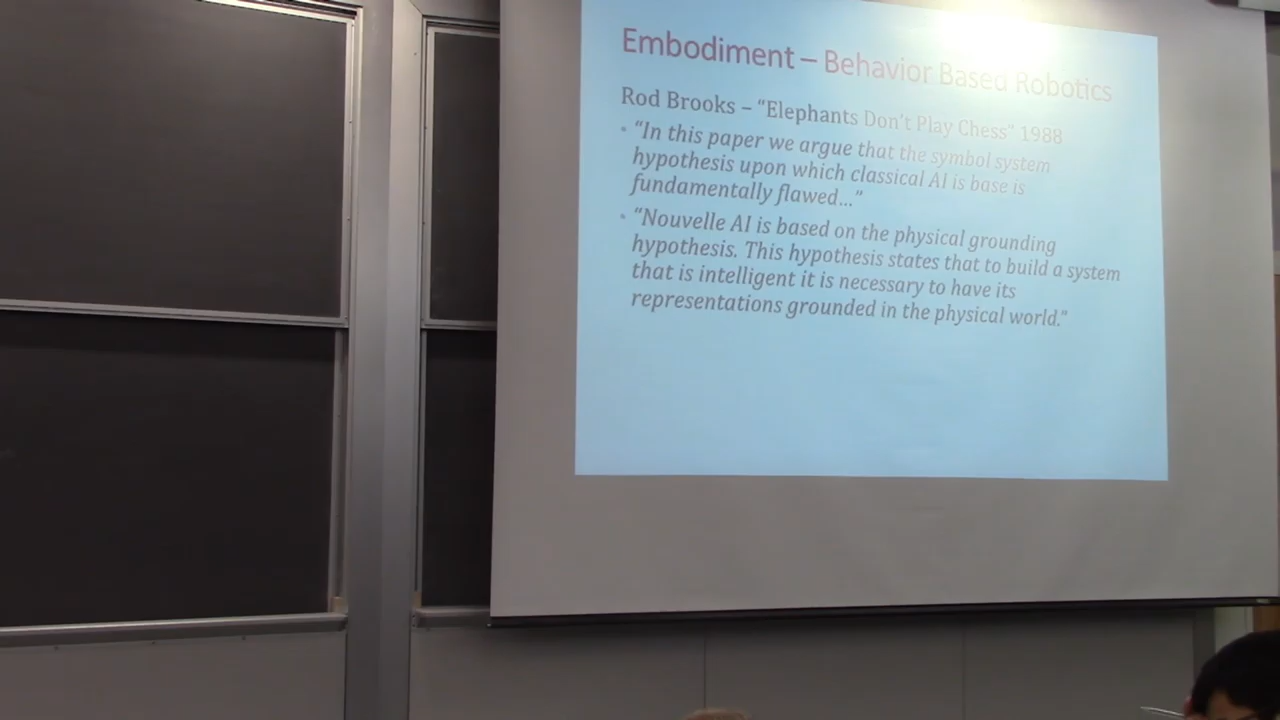 Embodiment – Behavior Based Robotics
Rod Brooks – “Elephants Don't Play Chess” 1988
• “In this paper we argue that the symbol system
hypothesis upon which classical AI is base is
fundamentally flawed...”
• “Nouvelle AI is based on the physical grounding
hypothesis. This hypothesis states that to build a system
that is intelligent it is necessary to have its
representations grounded in the physical world.”